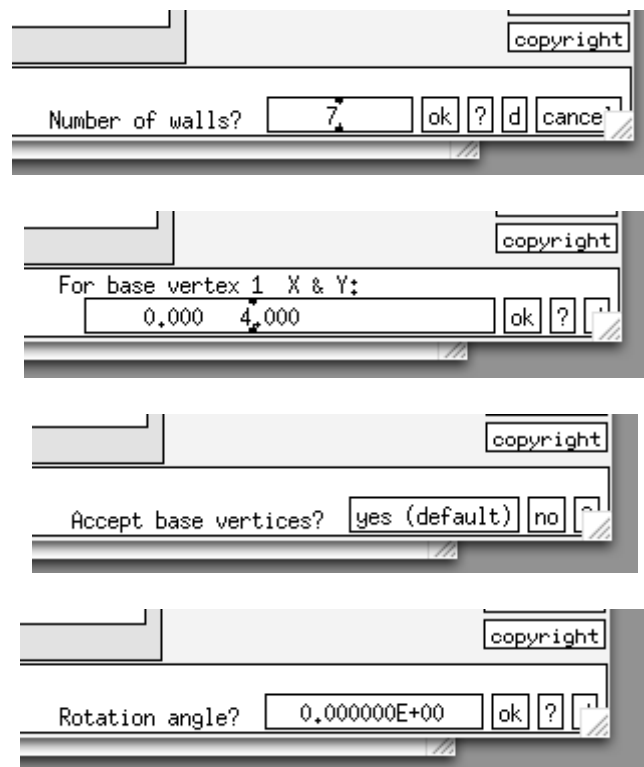 copyright
Number of walls? 7 ok ? d cancel
copyright
For base vertex 1 X & Y:
0.000 4.000 ok ?
copyright
Accept base vertices? yes (default) no
copyright
Rotation angle? 0.000000E+00 ok ?